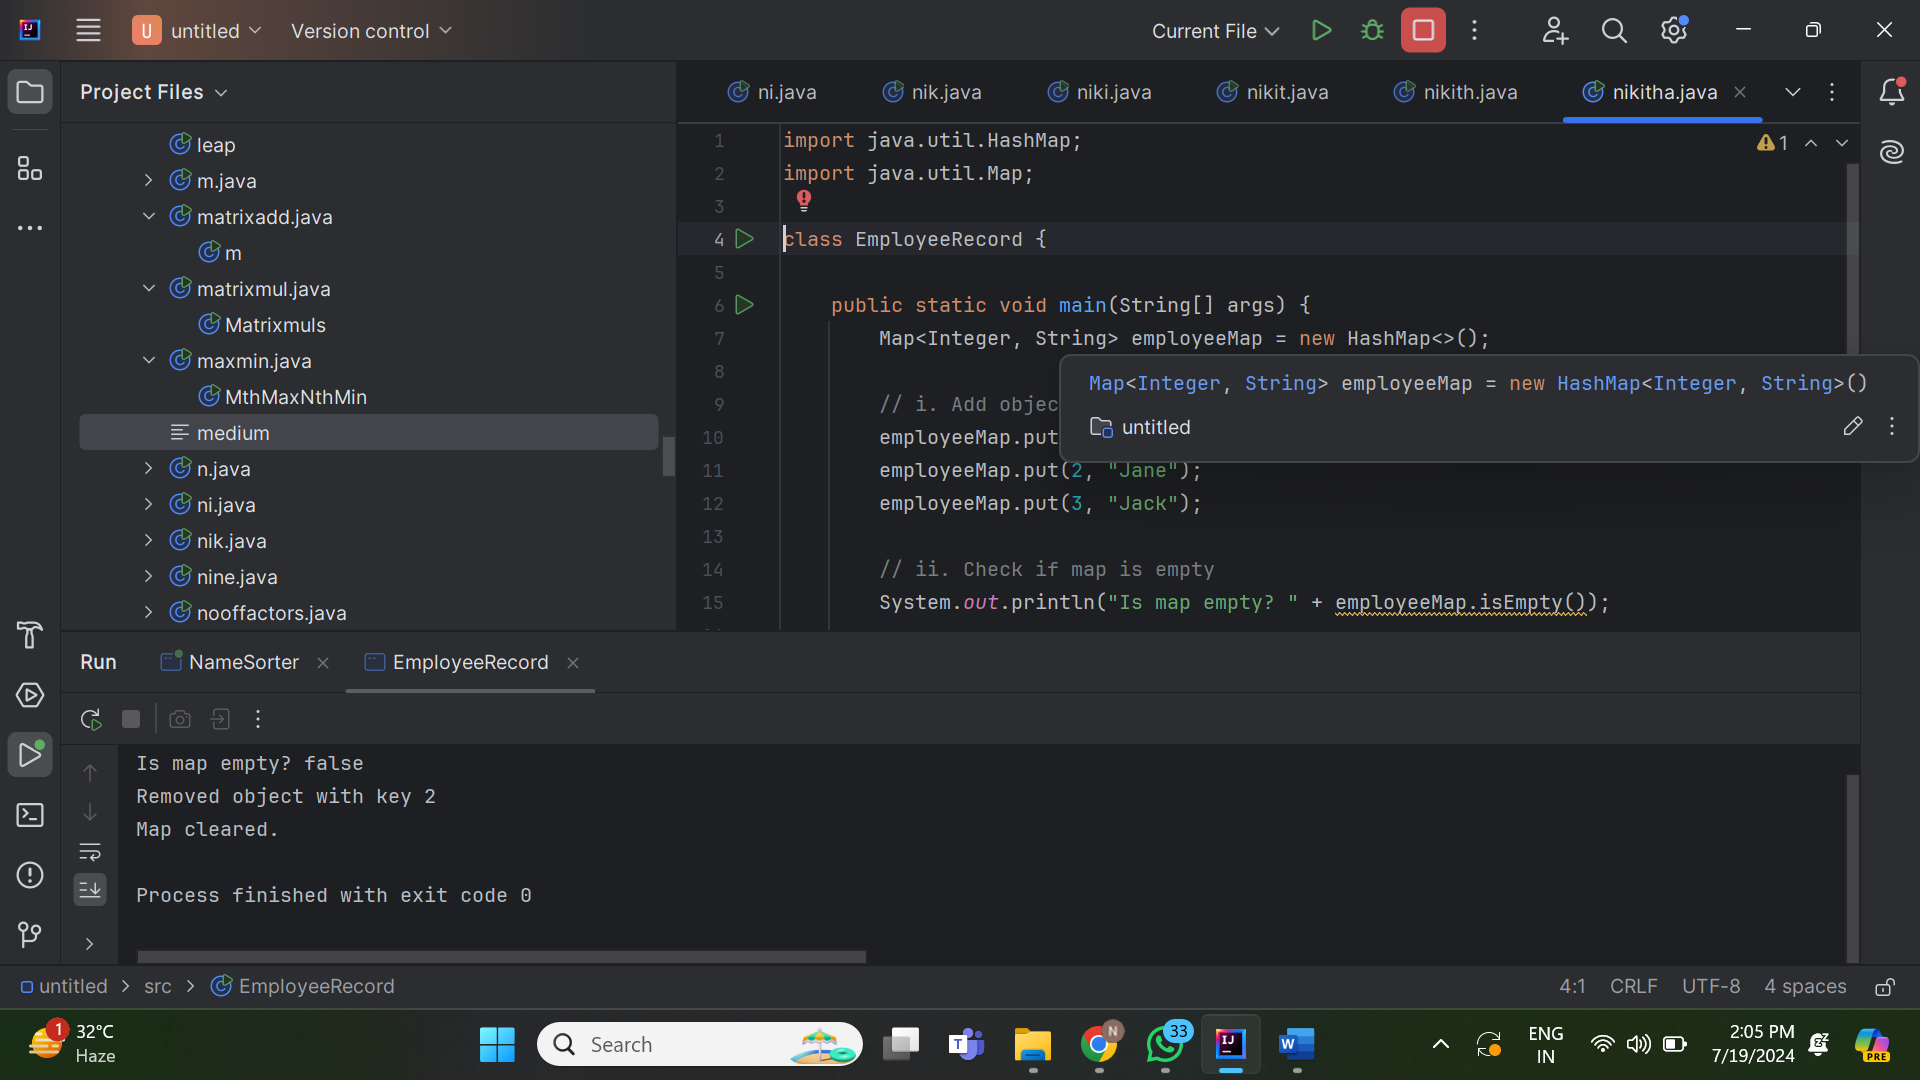 U untitled Version control Current File
Project Files
ni.java nik.java niki.java nikit.java nikith.java nikitha.java
leap
m.java
matrixadd.java
m
matrixmul.java
Matrixmuls
maxmin.java
MthMaxNthMin
medium
n.java
ni.java
nik.java
nine.java
nooffactors.java
1 import java.util.HashMap;
1
2 import java.util.Map;
3
4 class EmployeeRecord {
5
6 public static void main(String[] args) {
7 Map<Integer, String> employeeMap = new HashMap<>();
8
Map<Integer, String> employeeMap = new HashMap<Integer, String>()
untitled
9 // i. Add objec
10 employeeMap.put
11 employeeMap.put(2, "Jane");
12 employeeMap.put(3, "Jack");
13
14 // ii. Check if map is empty
15 System.out.println("Is map empty? " + employeeMap.isEmpty());
Run NameSorter EmployeeRecord
Is map empty? false
Removed object with key 2
Map cleared.
Process finished with exit code 0
untitled > src > EmployeeRecord
4:1 CRLF UTF-8 4 spaces
1 32°C
Haze
Search
T
N
33
IJ
W
ENG
IN
2:05 PM
7/19/2024
PRE